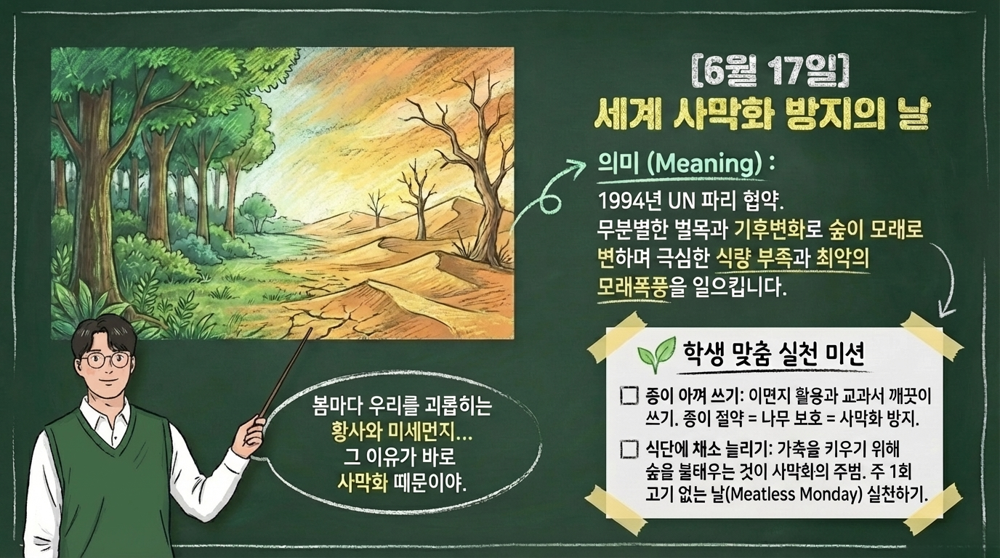 [6월 17일]
세계 사막화 방지의 날
의미 (Meaning) :
1994년 UN 파리 협약.
무분별한 벌목과 기후변화로 숲이 모래로
변하며 극심한 식량 부족과 최악의
모래폭풍을 일으킵니다.
학생 맞춤 실천 미션
종이 아껴 쓰기: 이면지 활용과 교과서 깨끗이
쓰기. 종이 절약 = 나무 보호 = 사막화 방지.
식단에 채소 늘리기: 가축을 키우기 위해
숲을 불태우는 것이 사막회의 주범. 주 1회
고기 없는 날(Meatless Monday) 실천하기.
봄마다 우리를 괴롭히는
황사와 미세먼지...
그 이유가 바로
사막화 때문이야.